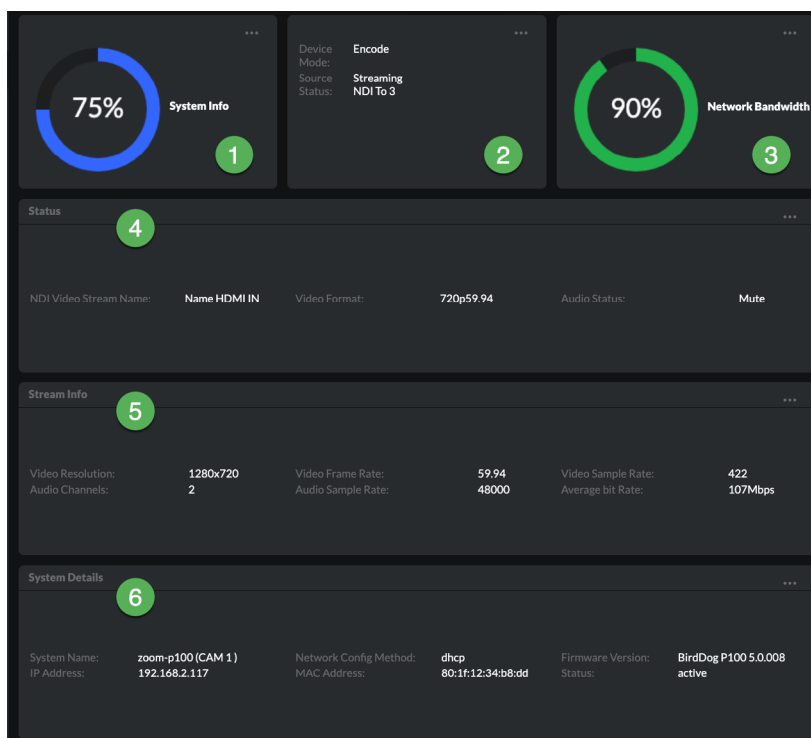 75%
System Info
1
Device Mode: Encode
Source Status: Streaming
NDI To 3
2
90%
Network Bandwidth
3
Status
4
NDI Video Stream Name: Name HDMI IN Video Format: 720p59.94 Audio Status: Mute
Stream Info
5
Video Resolution: 1280x720 Video Frame Rate: 59.94 Video Sample Rate: 422
Audio Channels: 2 Audio Sample Rate: 48000 Average bit Rate: 107Mbps
System Details
6
System Name: zoom-p100 (CAM 1 ) Network Config Method: dhcp Firmware Version: BirdDog P100 5.0.008
IP Address: 192.168.2.117 MAC Address: 80:1f:12:34:b8:dd Status: active